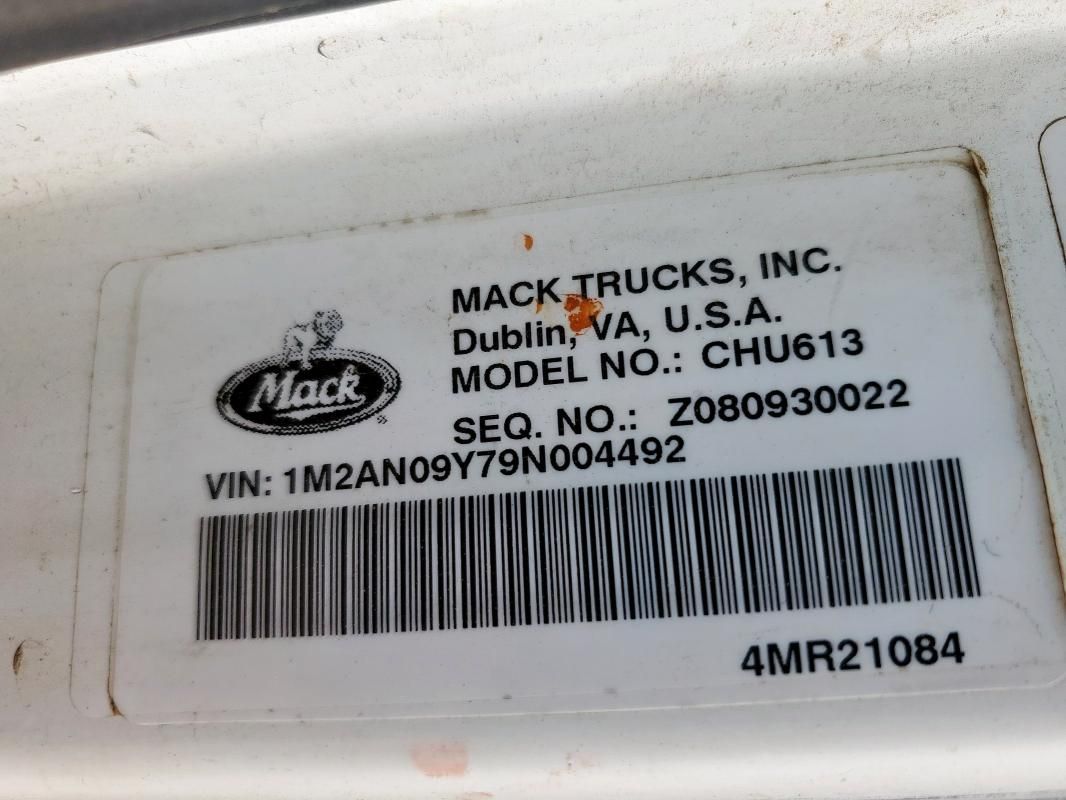 MACK TRUCKS, INC.
Dublin, VA, U.S.A.
MODEL NO.: CHU613
SEQ. NO.: Z080930022
Mack
VIN: 1M2AN09Y79N004492
4MR21084